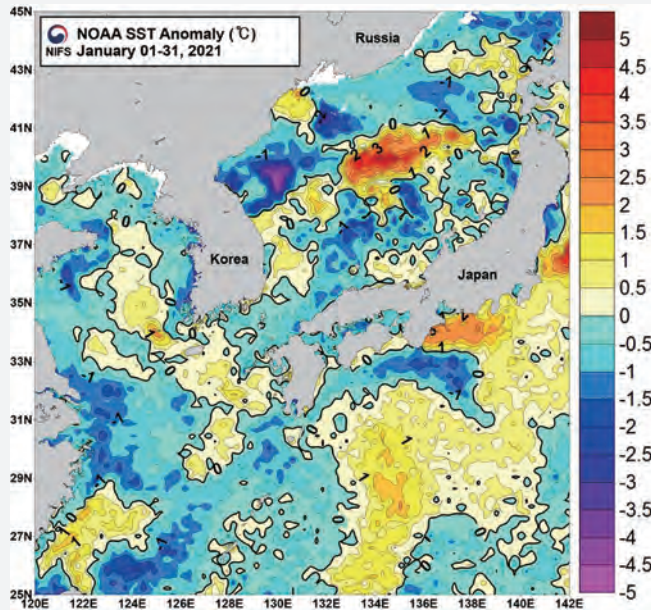 NOAA SST Anomaly (℃)
NIFS January 01-31, 2021
Russia
Korea
Japan
45N
43N
41N
39N
37N
35N
33N
31N
29N
27N
25N
120E 122E 124E 126E 128E 130E 132E 134E 136E 138E 140E 142E
5
4.5
4
3.5
3
2.5
2
1.5
1
0.5
0
-0.5
-1
-1.5
-2
-2.5
-3
-3.5
-4
-4.5
-5